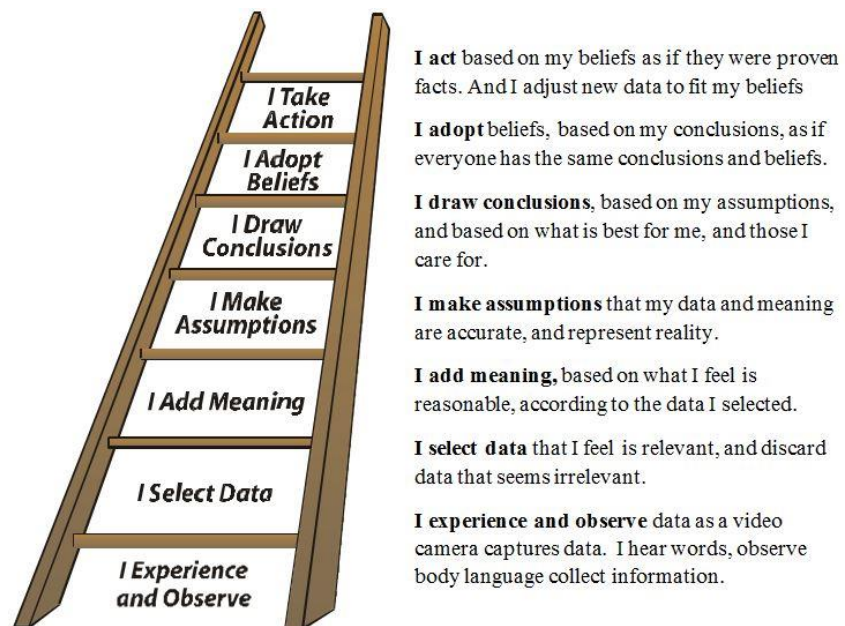 I Take
Action
I Adopt
Beliefs
I Draw
Conclusions
I Make
Assumptions
I Add Meaning
I Select Data
I Experience
and Observe
I act based on my beliefs as if they were proven
facts. And I adjust new data to fit my beliefs
I adopt beliefs, based on my conclusions, as if
everyone has the same conclusions and beliefs.
I draw conclusions, based on my assumptions,
and based on what is best for me, and those I
care for.
I make assumptions that my data and meaning
are accurate, and represent reality.
I add meaning, based on what I feel is
reasonable, according to the data I selected.
I select data that I feel is relevant, and discard
data that seems irrelevant.
I experience and observe data as a video
camera captures data. I hear words, observe
body language collect information.